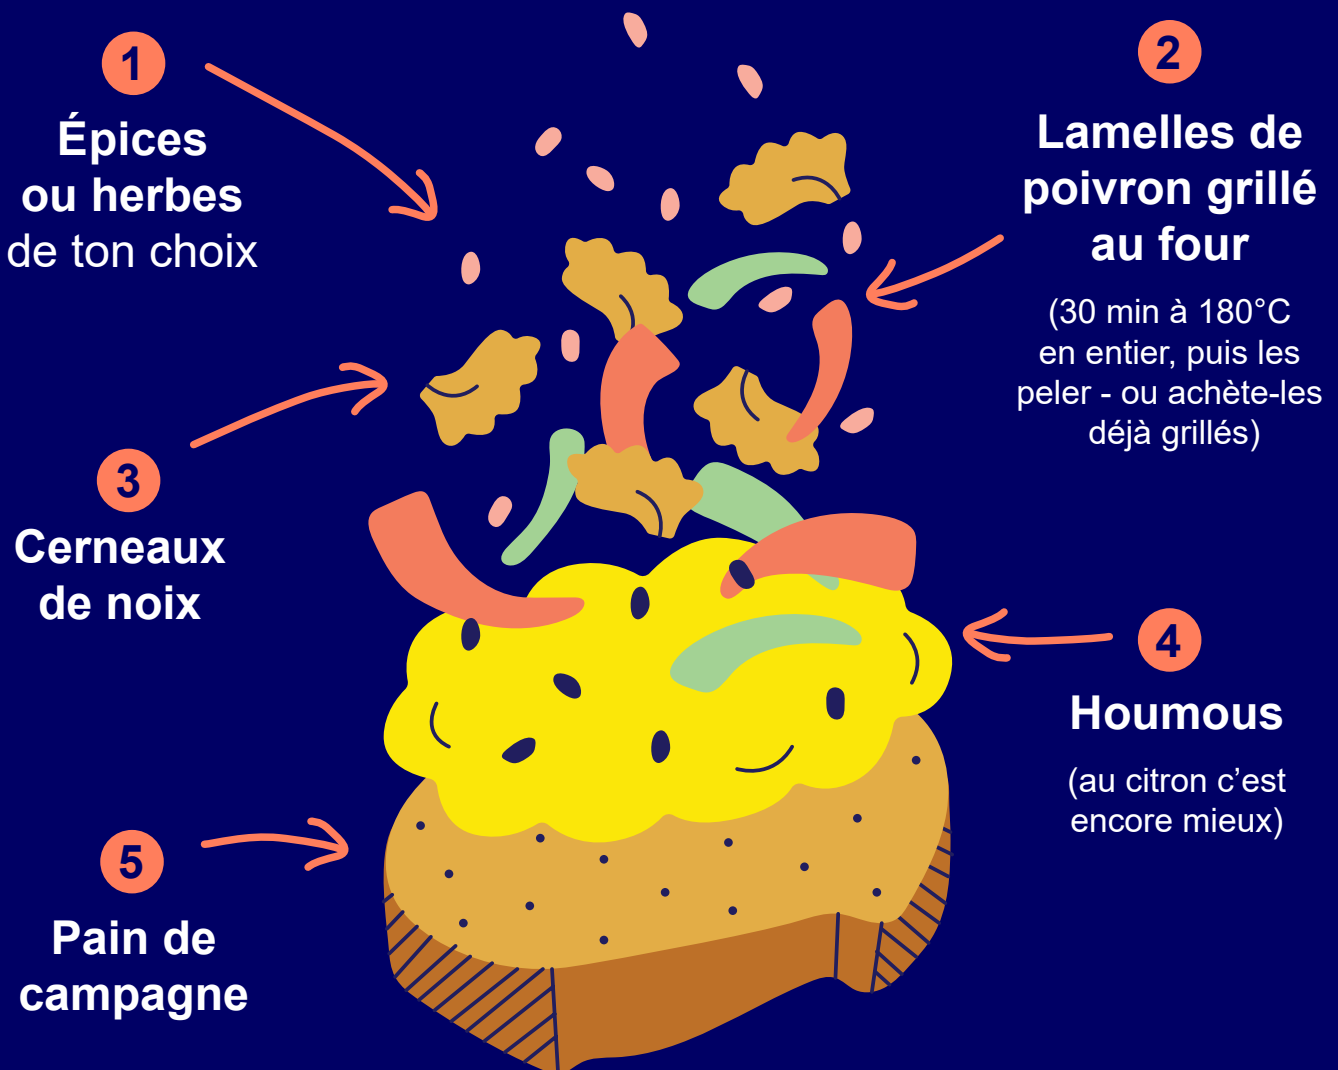 1
Épices
ou herbes
de ton choix
2
Lamelles de
poivron grillé
au four
(30 min à 180°C
en entier, puis les
peler - ou achète-les
déjà grillés)
3
Cerneaux
de noix
4
Houmous
(au citron c’est
encore mieux)
5
Pain de
campagne